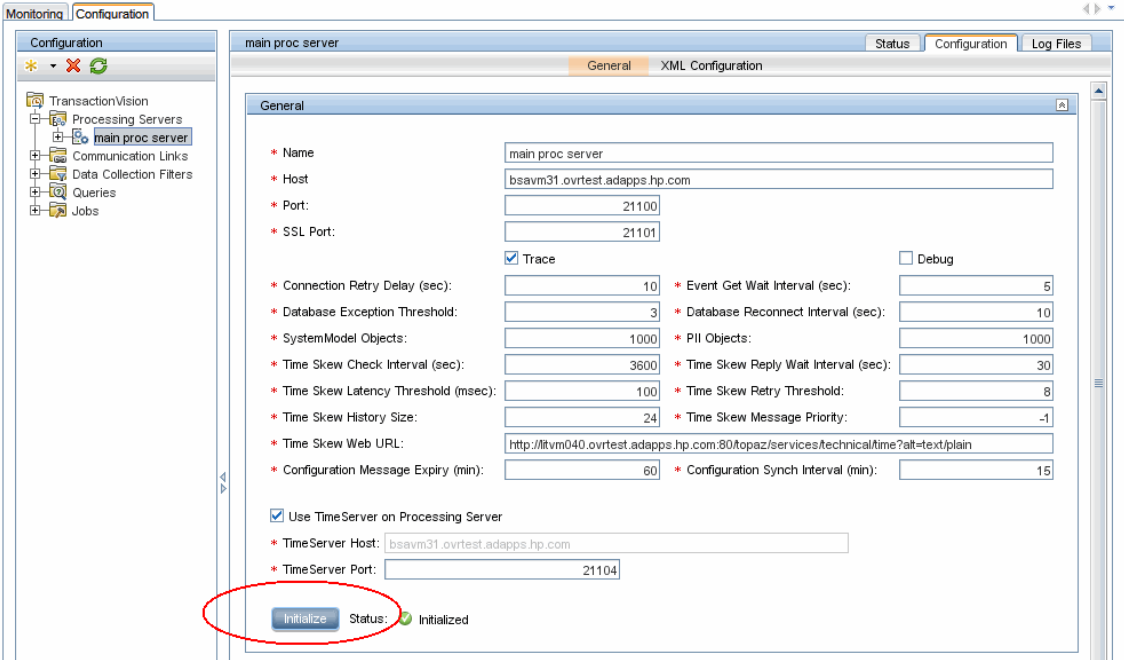 Monitoring Configuration
Configuration
TransactionVision
Processing Servers
main proc server
Communication Links
Data Collection Filters
Queries
Jobs
main proc server
Status Configuration Log Files
General XML Configuration
General
* Name main proc server
* Host bsavm31.ovrtest.adapps.hp.com
* Port: 21100
* SSL Port: 21101
Trace Debug
* Connection Retry Delay (sec): 10 * Event Get Wait Interval (sec): 5
* Database Exception Threshold: 3 * Database Reconnect Interval (sec): 10
* SystemModel Objects: 1000 * PII Objects: 1000
* Time Skew Check Interval (sec): 3600 * Time Skew Reply Wait Interval (sec): 30
* Time Skew Latency Threshold (msec): 100 * Time Skew Retry Threshold: 8
* Time Skew History Size: 24 * Time Skew Message Priority: -1
* Time Skew Web URL: http://litvm040.ovrtest.adapps.hp.com:80/topaz/services/technical/time?alt=text/plain
* Configuration Message Expiry (min): 60 * Configuration Synch Interval (min): 15
Use TimeServer on Processing Server
* TimeServer Host: bsavm31.ovrtest.adapps.hp.com
* TimeServer Port: 21104
Initialize Status: Initialized